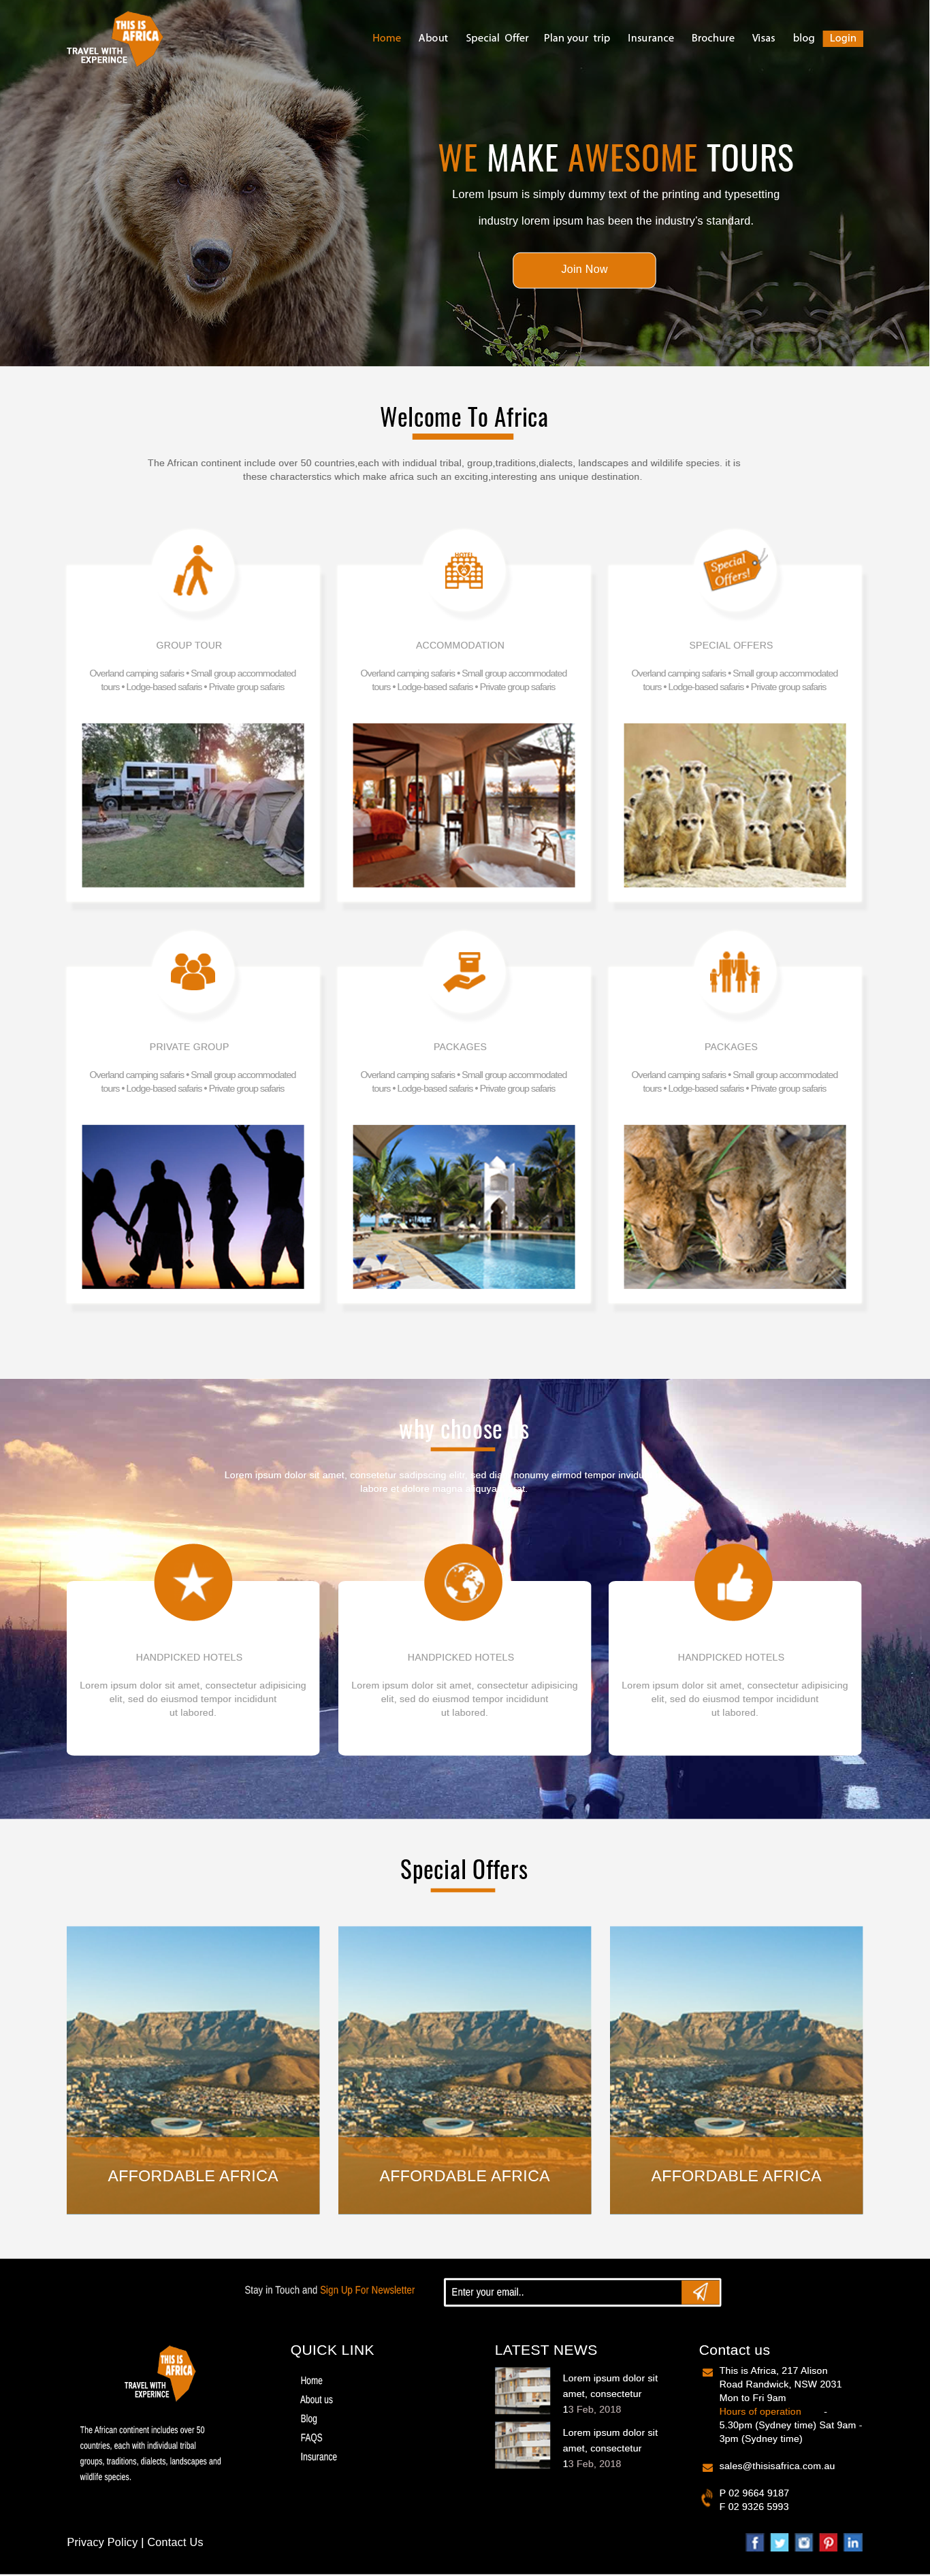 THIS IS
AFRICA
TRAVEL WITH
EXPERINCE
Home About Special Offer Plan your trip Insurance Brochure Visas blog Login
WE MAKE AWESOME TOURS
Lorem Ipsum is simply dummy text of the printing and typesetting
industry lorem ipsum has been the industry's standard.
Join Now
Welcome To Africa
The African continent include over 50 countries,each with indidual tribal, group,traditions,dialects, landscapes and wildilife species. it is
these characterstics which make africa such an exciting,interesting ans unique destination.
HOTEL
Special
Offers!
GROUP TOUR
Overland camping safaris • Small group accommodated
tours • Lodge-based safaris • Private group safaris
ACCOMMODATION
Overland camping safaris • Small group accommodated
tours • Lodge-based safaris • Private group safaris
SPECIAL OFFERS
Overland camping safaris • Small group accommodated
tours • Lodge-based safaris • Private group safaris
PRIVATE GROUP
Overland camping safaris • Small group accommodated
tours • Lodge-based safaris • Private group safaris
PACKAGES
Overland camping safaris • Small group accommodated
tours • Lodge-based safaris • Private group safaris
PACKAGES
Overland camping safaris • Small group accommodated
tours • Lodge-based safaris • Private group safaris
why choose us
Lorem ipsum dolor sit amet, consetetur sadipscing elitr, sed diam nonumy eirmod tempor invidu
labore et dolore magna aliquyam erat.
HANDPICKED HOTELS
Lorem ipsum dolor sit amet, consectetur adipisicing
elit, sed do eiusmod tempor incididunt
ut labored.
HANDPICKED HOTELS
Lorem ipsum dolor sit amet, consectetur adipisicing
elit, sed do eiusmod tempor incididunt
ut labored.
HANDPICKED HOTELS
Lorem ipsum dolor sit amet, consectetur adipisicing
elit, sed do eiusmod tempor incididunt
ut labored.
Special Offers
AFFORDABLE AFRICA
AFFORDABLE AFRICA
AFFORDABLE AFRICA
Stay in Touch and Sign Up For Newsletter
Enter your email..
THIS IS
AFRICA
TRAVEL WITH
EXPERINCE
The African continent includes over 50
countries, each with individual tribal
groups, traditions, dialects, landscapes and
wildlife species.
QUICK LINK
Home
About us
Blog
FAQS
Insurance
LATEST NEWS
Lorem ipsum dolor sit
amet, consectetur
13 Feb, 2018
Lorem ipsum dolor sit
amet, consectetur
13 Feb, 2018
Contact us
This is Africa, 217 Alison
Road Randwick, NSW 2031
Mon to Fri 9am
Hours of operation -
5.30pm (Sydney time) Sat 9am -
3pm (Sydney time)
sales@thisisafrica.com.au
P 02 9664 9187
F 02 9326 5993
Privacy Policy | Contact Us